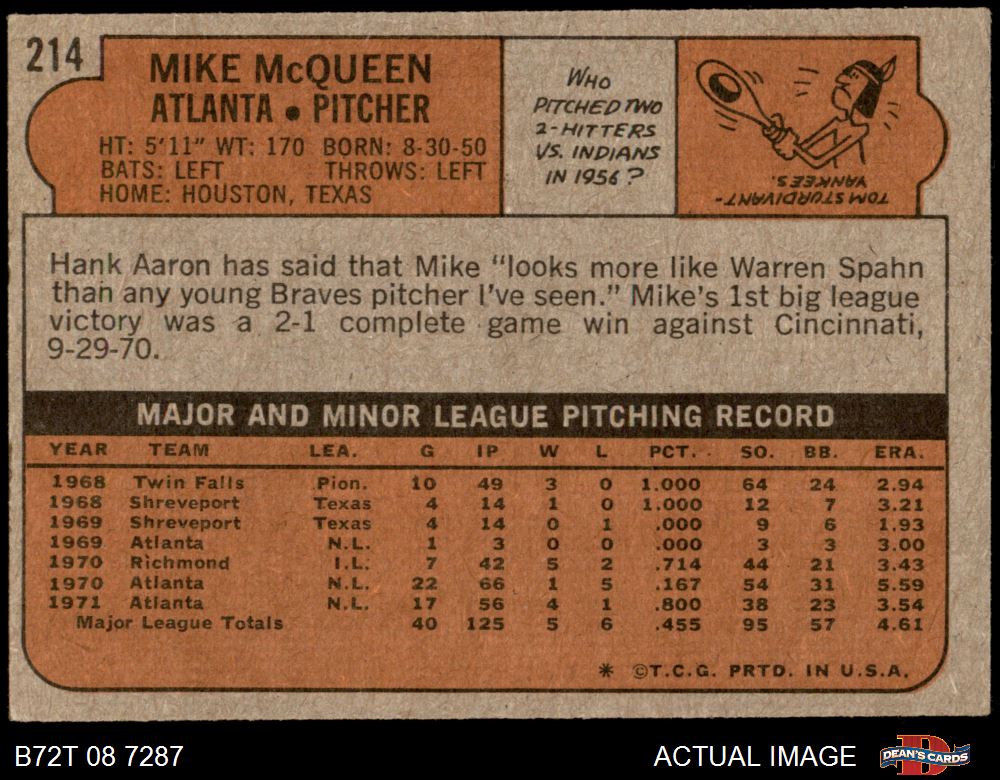 214
MIKE McQUEEN
ATLANTA • PITCHER
HT: 5'11" WT: 170 BORN: 8-30-50
BATS: LEFT THROWS: LEFT
HOME: HOUSTON, TEXAS
WHO
PITCHED TWO
2-HITTERS
VS. INDIANS
IN 1956?
TOM STURDIVANT-
YANKEES.
Hank Aaron has said that Mike "looks more like Warren Spahn
than any young Braves pitcher I've seen." Mike's 1st big league
victory was a 2-1 complete game win against Cincinnati,
9-29-70.
MAJOR AND MINOR LEAGUE PITCHING RECORD
YEAR TEAM LEA. G IP W L PCT. SO. BB. ERA.
1968 Twin Falls Pion. 10 49 3 0 1.000 64 24 2.94
1968 Shreveport Texas 4 14 1 0 1.000 12 7 3.21
1969 Shreveport Texas 4 14 0 1 .000 9 6 1.93
1969 Atlanta N.L. 1 3 0 0 .000 3 3 3.00
1970 Richmond I.L. 7 42 5 2 .714 44 21 3.43
1970 Atlanta N.L. 22 66 1 5 .167 54 31 5.59
1971 Atlanta N.L. 17 56 4 1 .800 38 23 3.54
Major League Totals 40 125 5 6 .455 95 57 4.61
* ©T.C.G. PRTD. IN U.S.A.
B72T 08 7287
ACTUAL IMAGE
DEAN'S CARDS